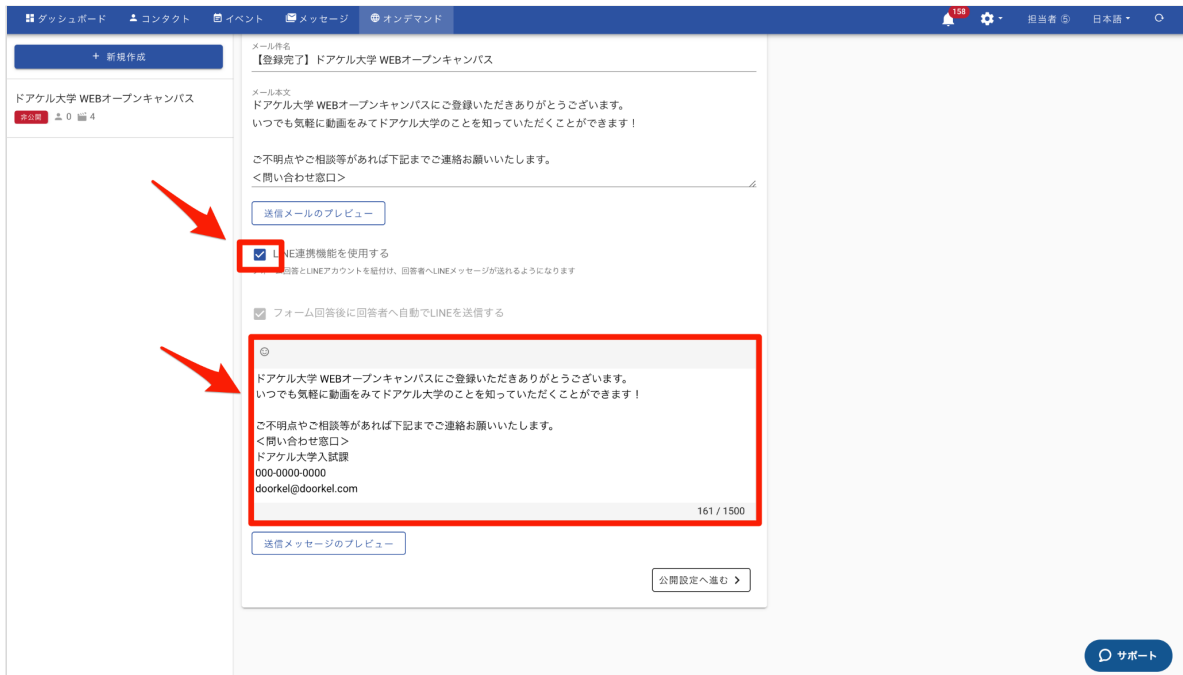 ダッシュボード コンタクト イベント メッセージ オンデマンド 158 担当者 ⑤ 日本語
+ 新規作成
ドアケル大学 WEBオープンキャンパス
非公開 0 4
メール件名
【登録完了】ドアケル大学 WEBオープンキャンパス
メール本文
ドアケル大学 WEBオープンキャンパスにご登録いただきありがとうございます。
いつでも気軽に動画をみてドアケル大学のことを知っていただくことができます！
ご不明点やご相談等があれば下記までご連絡お願いいたします。
＜問い合わせ窓口＞
送信メールのプレビュー
LINE連携機能を使用する
回答とLINEアカウントを紐付け、回答者へLINEメッセージが送れるようになります
フォーム回答後に回答者へ自動でLINEを送信する
ドアケル大学 WEBオープンキャンパスにご登録いただきありがとうございます。
いつでも気軽に動画をみてドアケル大学のことを知っていただくことができます！
ご不明点やご相談等があれば下記までご連絡お願いいたします。
＜問い合わせ窓口＞
ドアケル大学入試課
000-0000-0000
doorkel@doorkel.com
161 / 1500
送信メッセージのプレビュー
公開設定へ進む
サポート